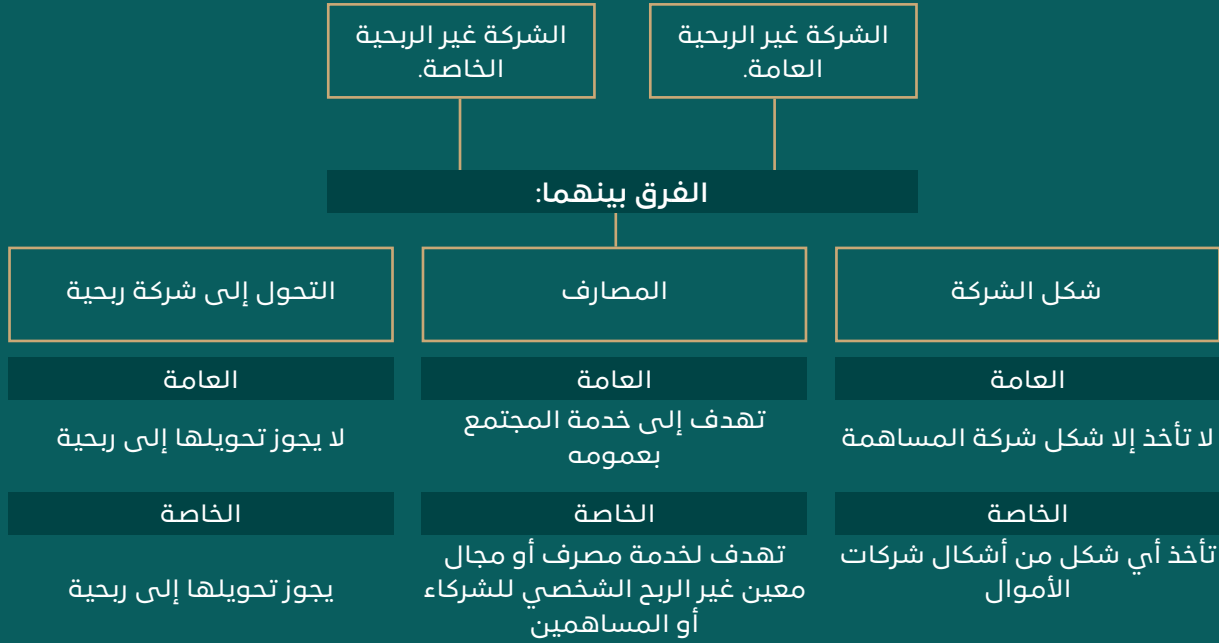 الشركة غير الربحية
العامة.
الشركة غير الربحية
الخاصة.
الفرق بينهما:
شكل الشركة
العامة
لا تأخذ إلا شكل شركة المساهمة
الخاصة
تأخذ أي شكل من أشكال شركات
الأموال
المصارف
العامة
تهدف إلى خدمة المجتمع
بعمومه
الخاصة
تهدف لخدمة مصرف أو مجال
معين غير الربح الشخصي للشركاء
أو المساهمين
التحول إلى شركة ربحية
العامة
لا يجوز تحويلها إلى ربحية
الخاصة
يجوز تحويلها إلى ربحية